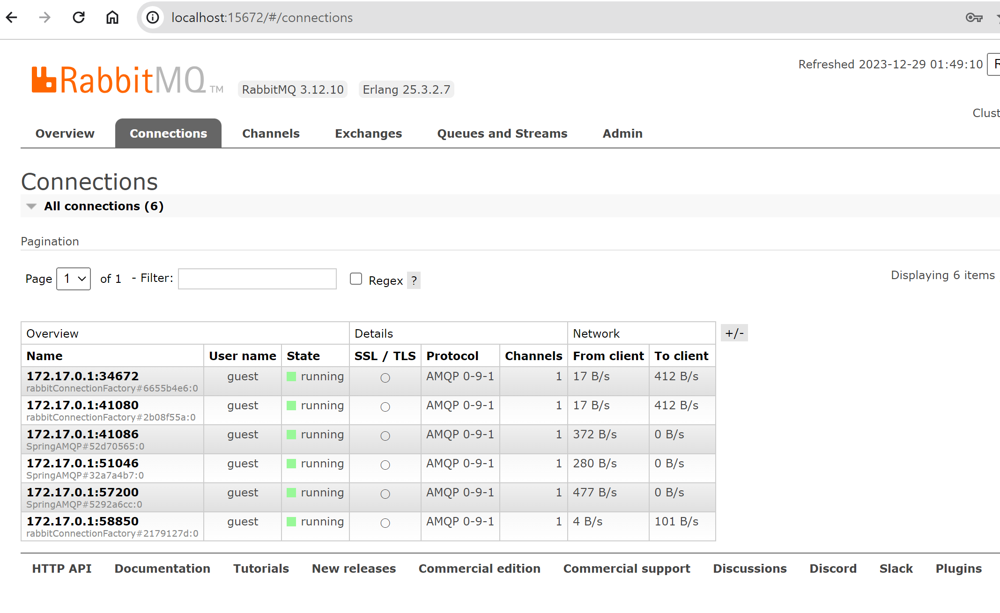 localhost:15672/#/connections
RabbitMQ™ RabbitMQ 3.12.10 Erlang 25.3.2.7
Refreshed 2023-12-29 01:49:10
Overview Connections Channels Exchanges Queues and Streams Admin
Connections
All connections (6)
Pagination
Page 1 of 1 - Filter: Regex ? Displaying 6 items
Overview Details Network +/-
Name User name State SSL / TLS Protocol Channels From client To client
172.17.0.1:34672 guest running AMQP 0-9-1 1 17 B/s 412 B/s
rabbitConnectionFactory#6655b4e6:0
172.17.0.1:41080 guest running AMQP 0-9-1 1 17 B/s 412 B/s
rabbitConnectionFactory#2b08f55a:0
172.17.0.1:41086 guest running AMQP 0-9-1 1 372 B/s 0 B/s
SpringAMQP#52d70565:0
172.17.0.1:51046 guest running AMQP 0-9-1 1 280 B/s 0 B/s
SpringAMQP#32a7a4b7:0
172.17.0.1:57200 guest running AMQP 0-9-1 1 477 B/s 0 B/s
SpringAMQP#5292a6cc:0
172.17.0.1:58850 guest running AMQP 0-9-1 1 4 B/s 101 B/s
rabbitConnectionFactory#2179127d:0
HTTP API Documentation Tutorials New releases Commercial edition Commercial support Discussions Discord Slack Plugins